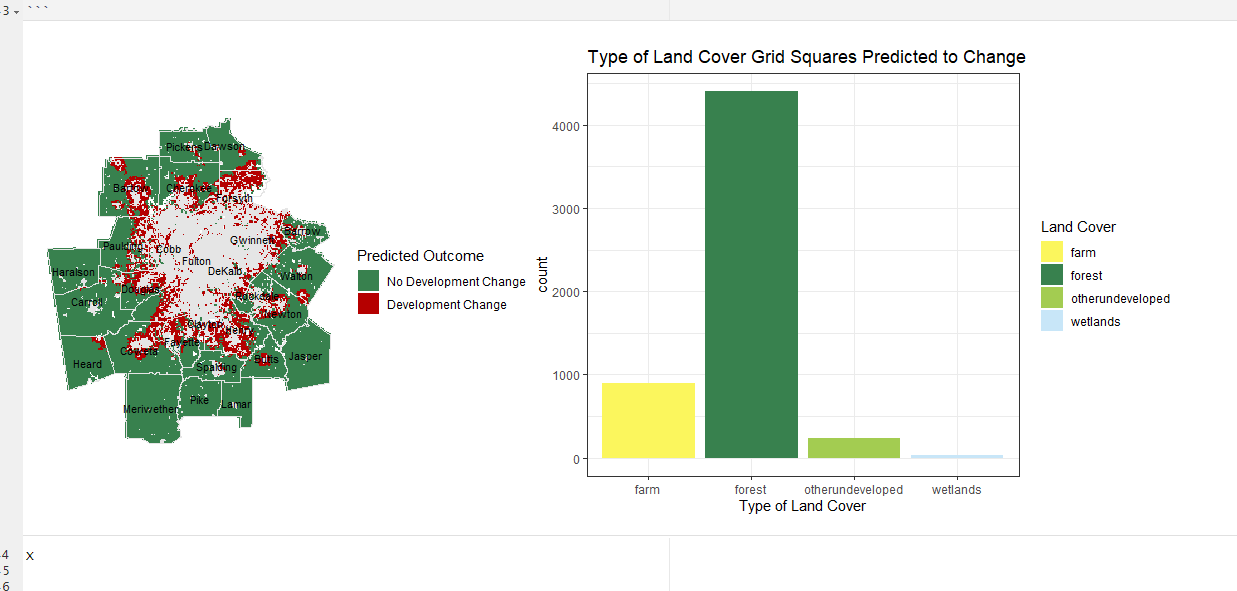 3 ```
Type of Land Cover Grid Squares Predicted to Change
Pickens Dawson
Cherokee
Forsyth
Barrow
Gwinnett
Paulding Cobb
Fulton
DeKalb
Haralson
Walton
Douglas
Rockdale
Carroll
Newton
Clayton
Henry
Fayette
Coweta
Heard
Spalding
Butts Jasper
Meriwether
Pike
Lamar
Predicted Outcome
No Development Change
Development Change
count
4000
3000
2000
1000
0
farm forest otherundeveloped wetlands
Type of Land Cover
Land Cover
farm
forest
otherundeveloped
wetlands
4 x
5
6